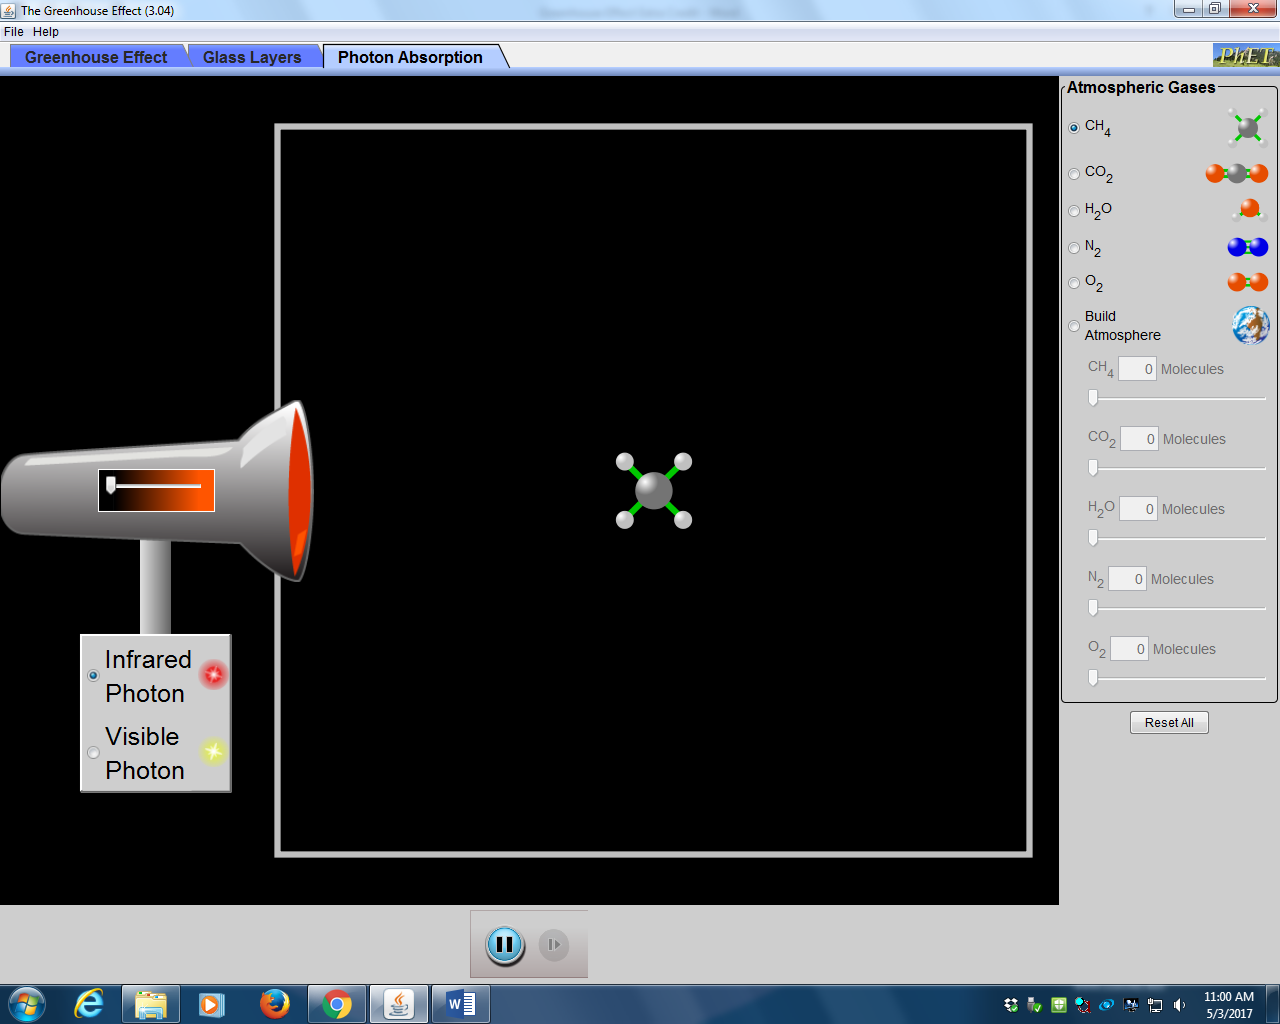 The Greenhouse Effect (3.04)
File Help
Greenhouse Effect Glass Layers Photon Absorption
PhET
Atmospheric Gases
CH4
CO2
H2O
N2
O2
Build
Atmosphere
CH4 0 Molecules
CO2 0 Molecules
H2O 0 Molecules
N2 0 Molecules
O2 0 Molecules
Reset All
Infrared
Photon
Visible
Photon
11:00 AM
5/3/2017